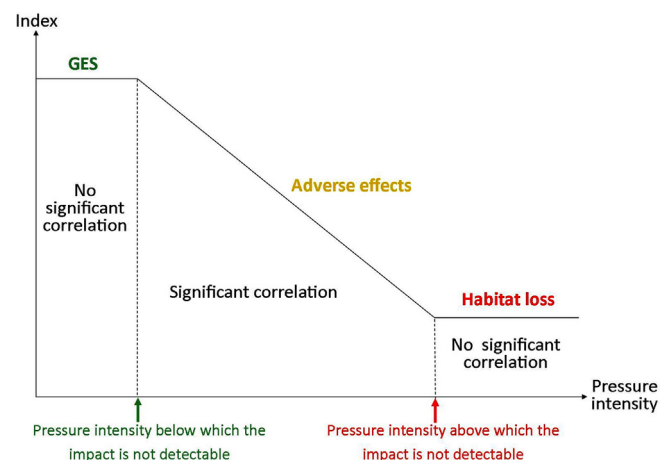 Index
GES
No
significant
correlation
Adverse effects
Significant correlation
Habitat loss
No significant
correlation
Pressure
intensity
Pressure intensity below which the
impact is not detectable
Pressure intensity above which the
impact is not detectable